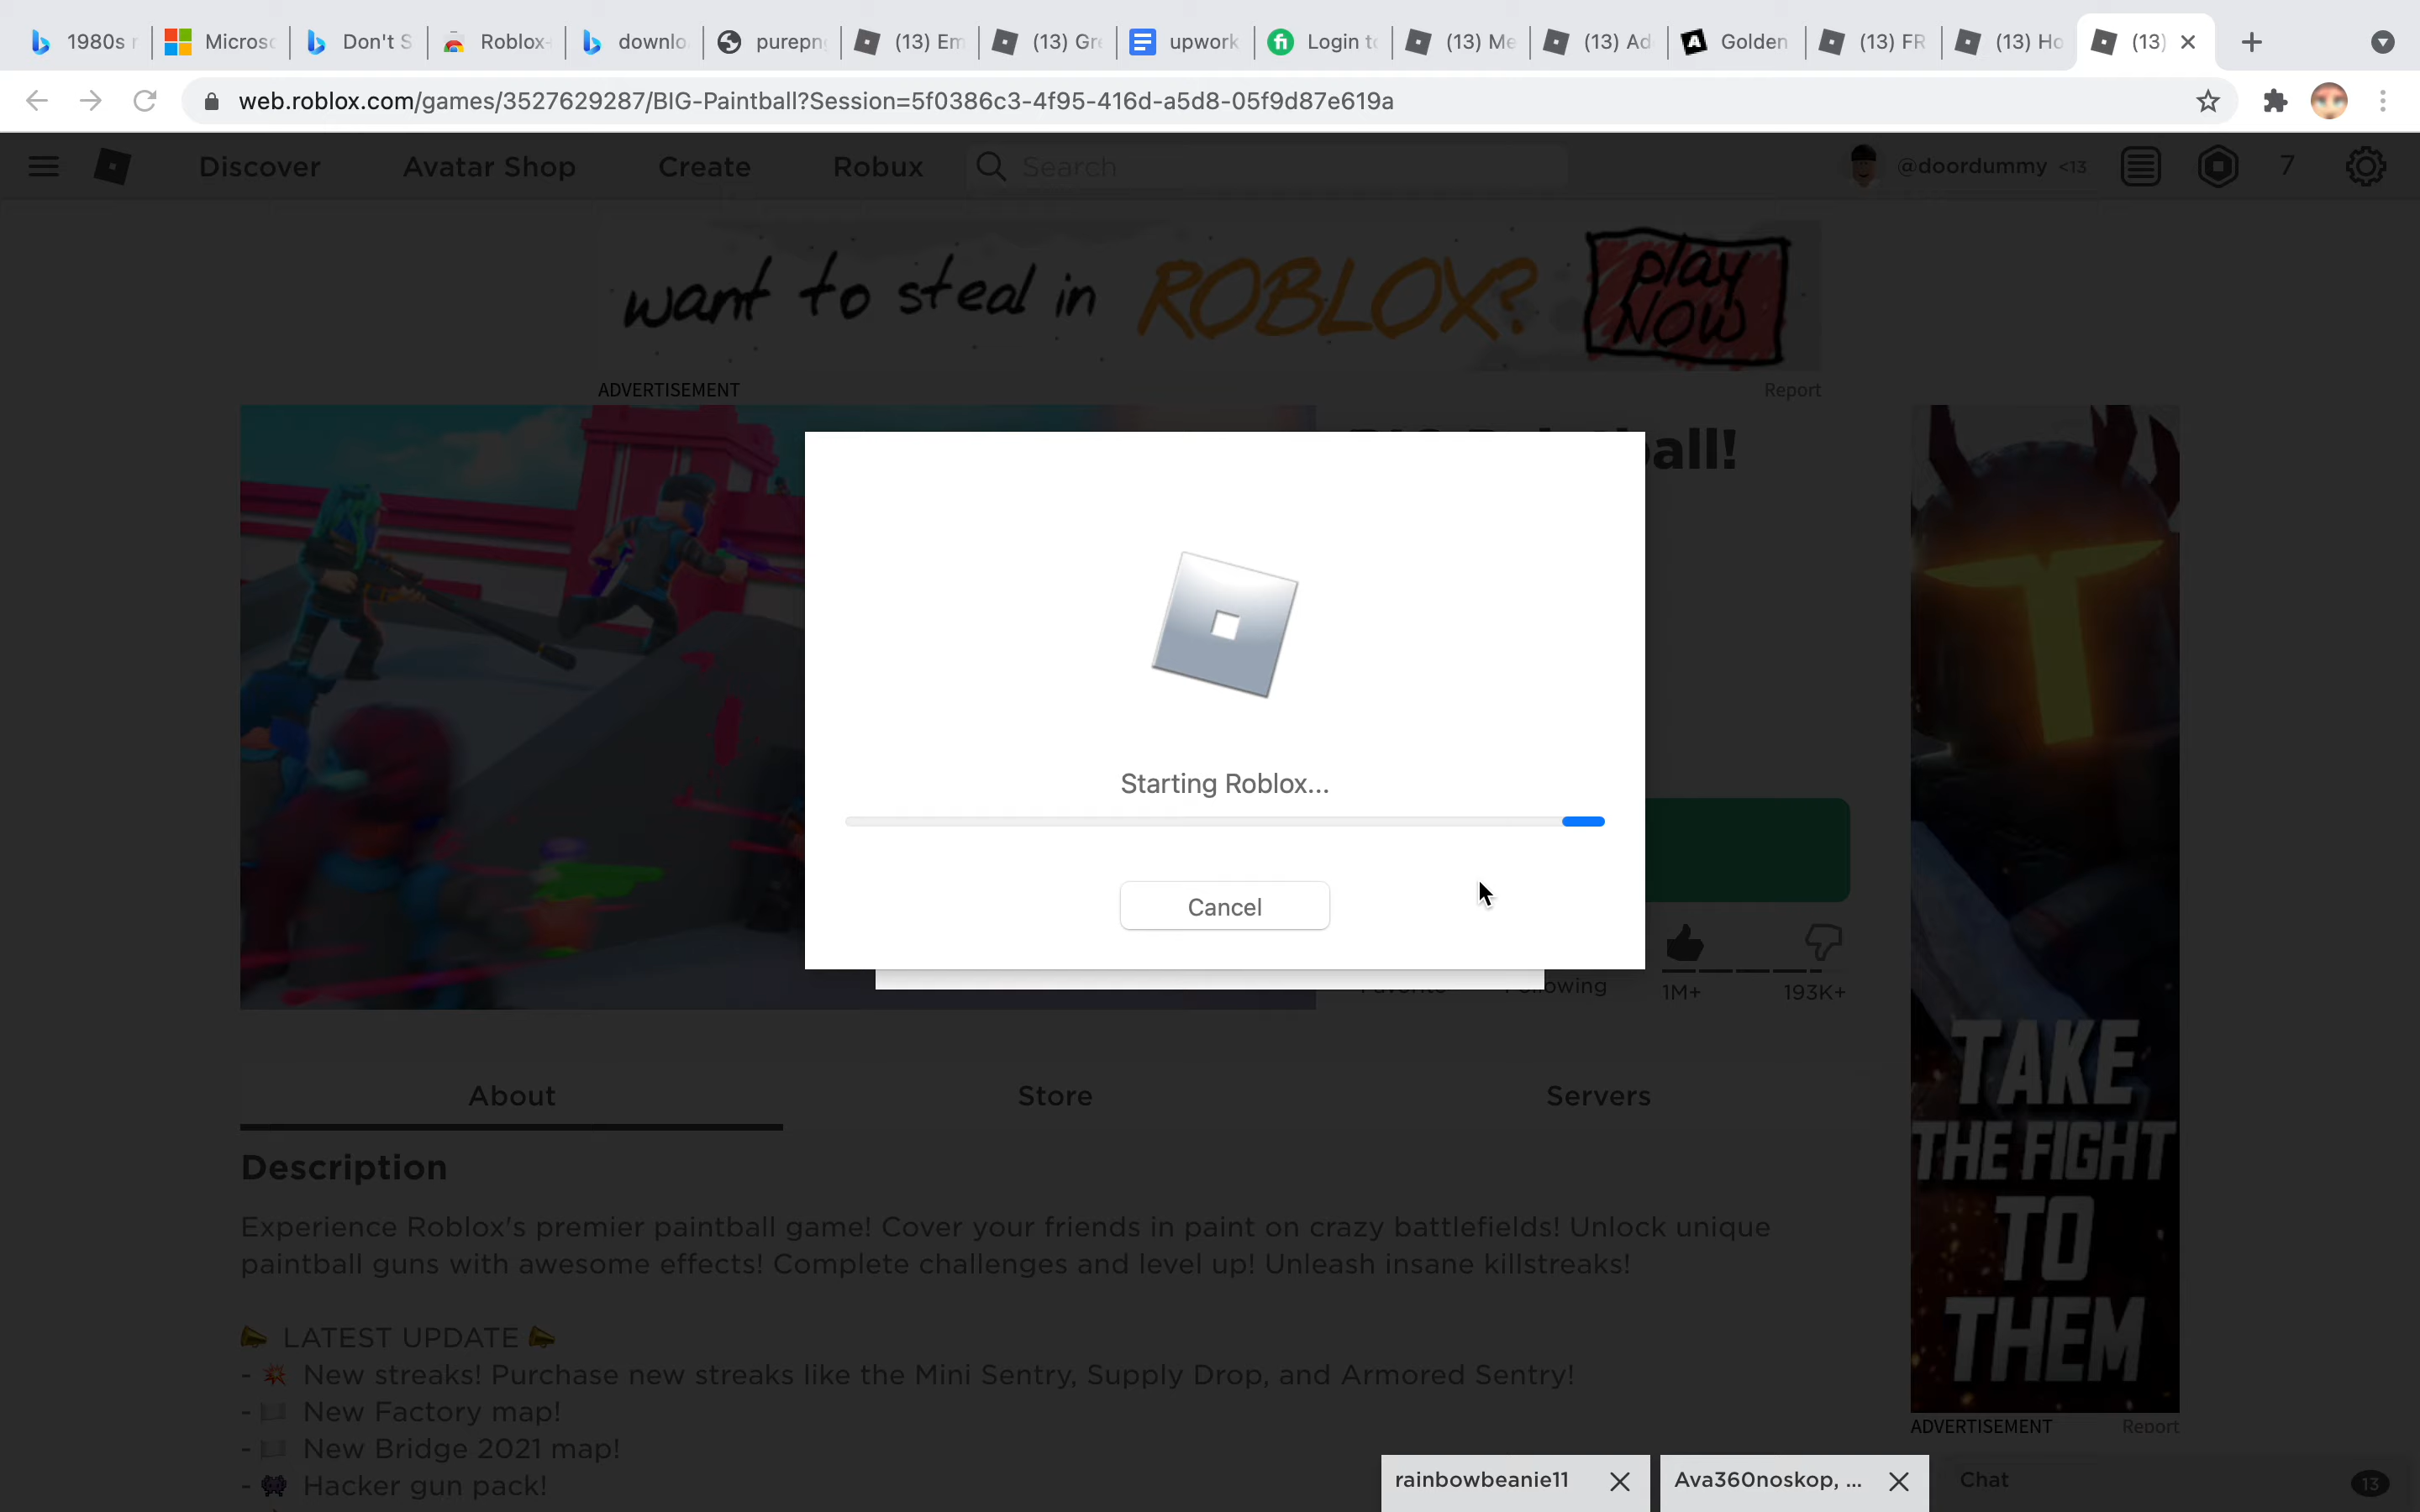 1980s
Microso
Don't S
Roblox-
downlo
purepn
(13) Em
(13) Gr
upwork
Login to
(13) Me
(13) Ad
Golden
(13) FR
(13) Ho
(13)
web.roblox.com/games/3527629287/BIG-Paintball?Session=5f0386c3-4f95-416d-a5d8-05f9d87e619a
Discover
Avatar Shop
Create
Robux
Search
@doordummy <13
7
want to steal in ROBLOX? play NOW
ADVERTISEMENT
Report
all!
Starting Roblox...
Cancel
1M+
193K+
About
Store
Servers
Description
Experience Roblox's premier paintball game! Cover your friends in paint on crazy battlefields! Unlock unique
paintball guns with awesome effects! Complete challenges and level up! Unleash insane killstreaks!
LATEST UPDATE
- New streaks! Purchase new streaks like the Mini Sentry, Supply Drop, and Armored Sentry!
- New Factory map!
- New Bridge 2021 map!
- Hacker gun pack!
TAKE
THE FIGHT
TO
THEM
ADVERTISEMENT
Report
rainbowbeanie11
Ava360noskop, ...
Chat
13